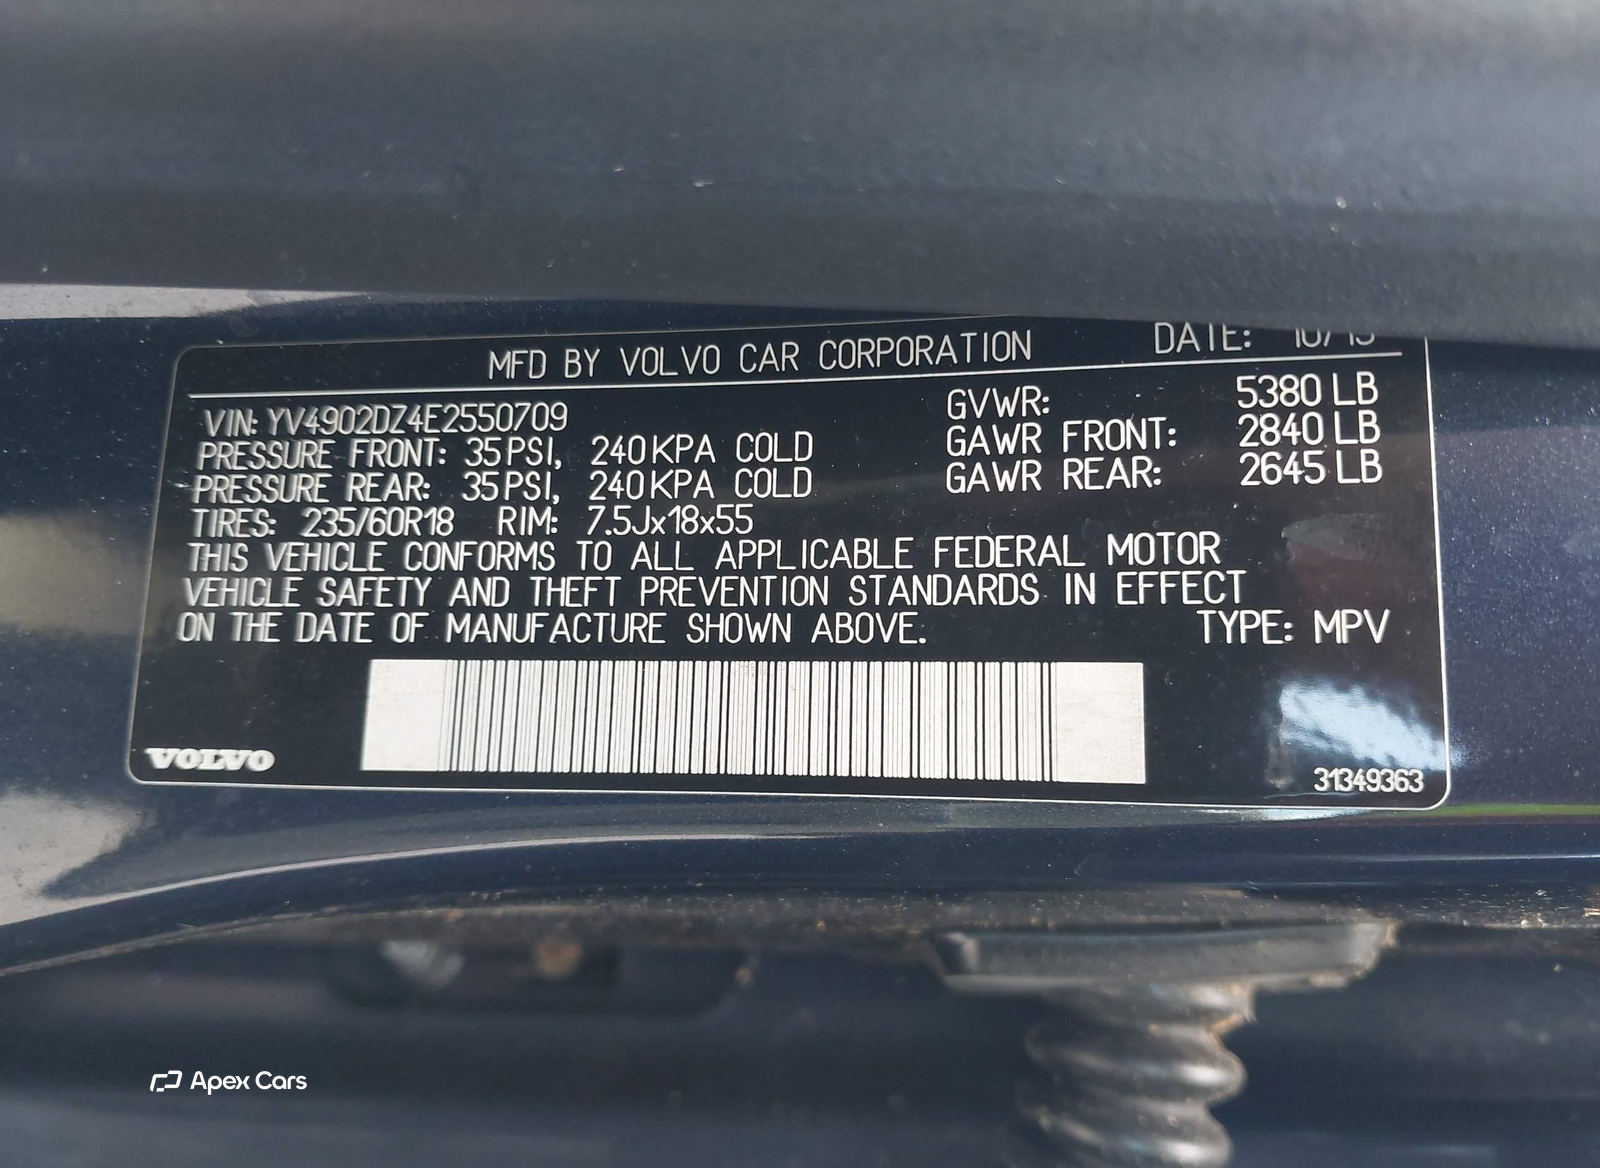 MFD BY VOLVO CAR CORPORATION DATE: 10/13
VIN: YV4902DZ4E2550709 GVWR: 5380 LB
PRESSURE FRONT: 35 PSI, 240 KPA COLD GAWR FRONT: 2840 LB
PRESSURE REAR: 35 PSI, 240 KPA COLD GAWR REAR: 2645 LB
TIRES: 235/60R18 RIM: 7.5Jx18x55
THIS VEHICLE CONFORMS TO ALL APPLICABLE FEDERAL MOTOR
VEHICLE SAFETY AND THEFT PREVENTION STANDARDS IN EFFECT
ON THE DATE OF MANUFACTURE SHOWN ABOVE. TYPE: MPV
VOLVO
31349363
Apex Cars